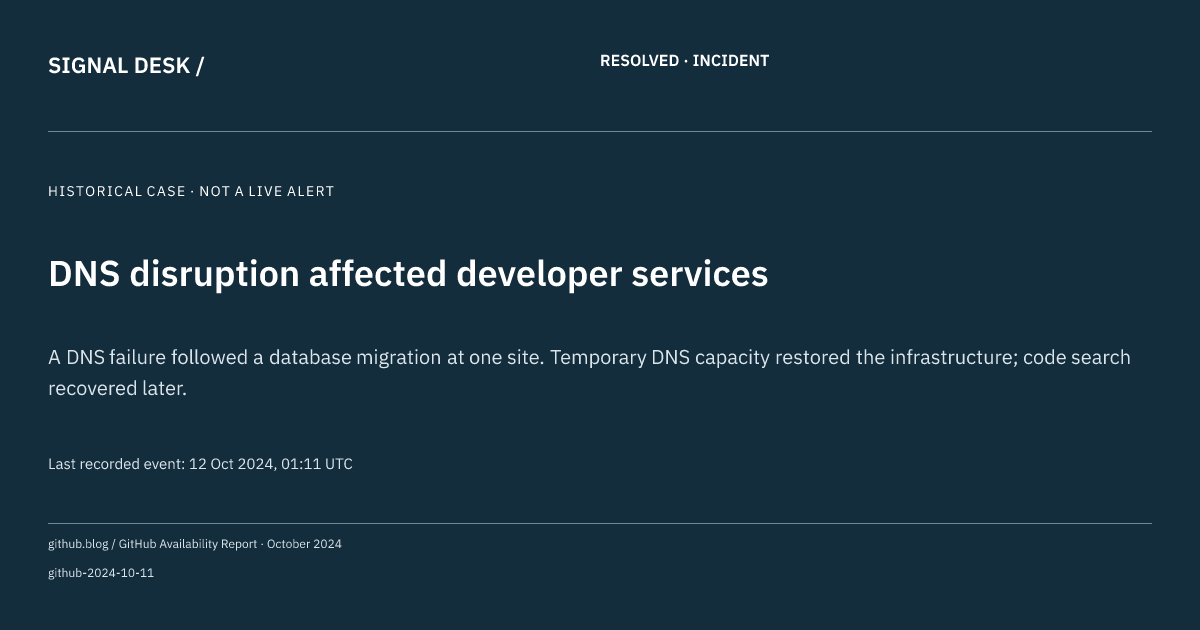 SIGNAL DESK /
RESOLVED · INCIDENT
HISTORICAL CASE · NOT A LIVE ALERT
DNS disruption affected developer services
A DNS failure followed a database migration at one site. Temporary DNS capacity restored the infrastructure; code search
recovered later.
Last recorded event: 12 Oct 2024, 01:11 UTC
github.blog / GitHub Availability Report · October 2024
github-2024-10-11